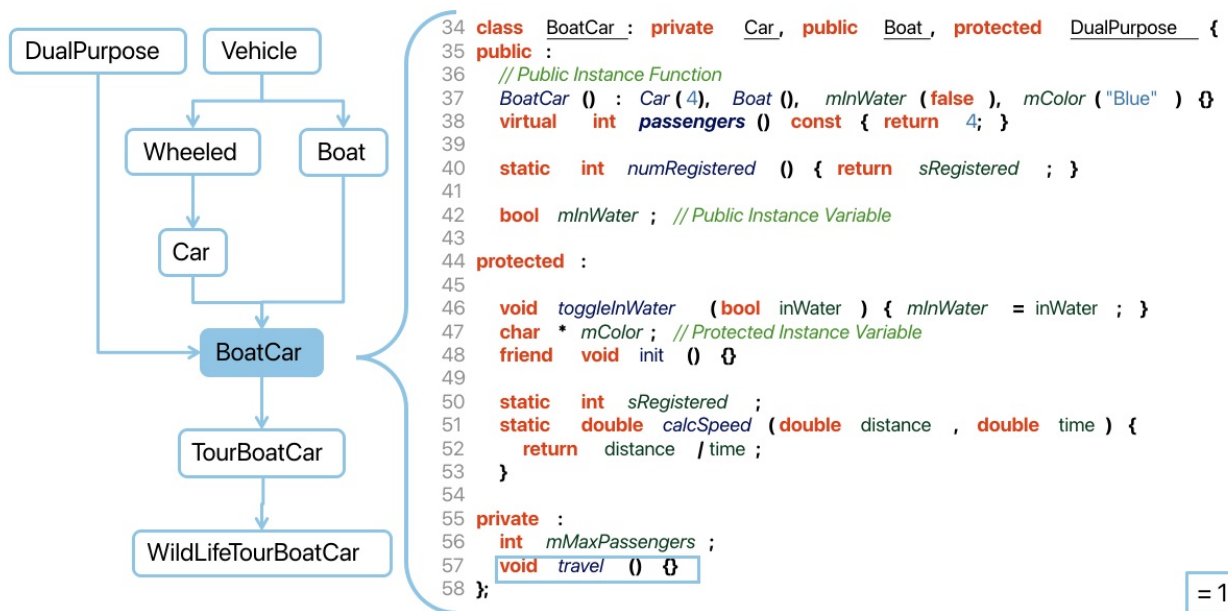 DualPurpose
Vehicle
Wheeled
Boat
Car
BoatCar
TourBoatCar
WildLifeTourBoatCar
34 class BoatCar : private Car , public Boat , protected DualPurpose {
35 public :
36 // Public Instance Function
37 BoatCar () : Car ( 4), Boat (), mInWater ( false ), mColor ( "Blue" ) {}
38 virtual int passengers () const { return 4; }
39
40 static int numRegistered () { return sRegistered ; }
41
42 bool mInWater ; // Public Instance Variable
43
44 protected :
45
46 void toggleInWater ( bool inWater ) { mInWater = inWater ; }
47 char * mColor ; // Protected Instance Variable
48 friend void init () {}
49
50 static int sRegistered ;
51 static double calcSpeed ( double distance , double time ) {
52 return distance / time ;
53 }
54
55 private :
56 int mMaxPassengers ;
57 void travel () {}
58 };
= 1